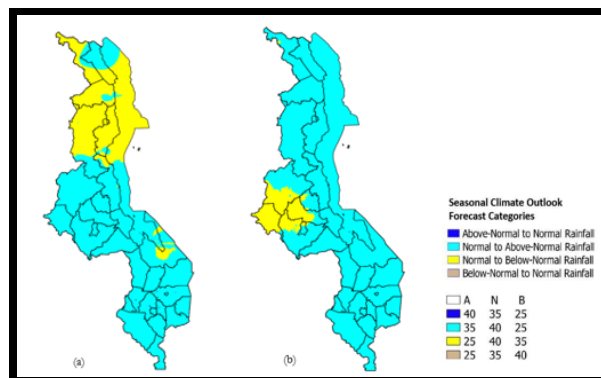 Seasonal Climate Outlook
Forecast Categories
Above-Normal to Normal Rainfall
Normal to Above-Normal Rainfall
Normal to Below-Normal Rainfall
Below-Normal to Normal Rainfall
A N B
40 35 25
35 40 25
25 40 35
25 35 40
(a) (b)